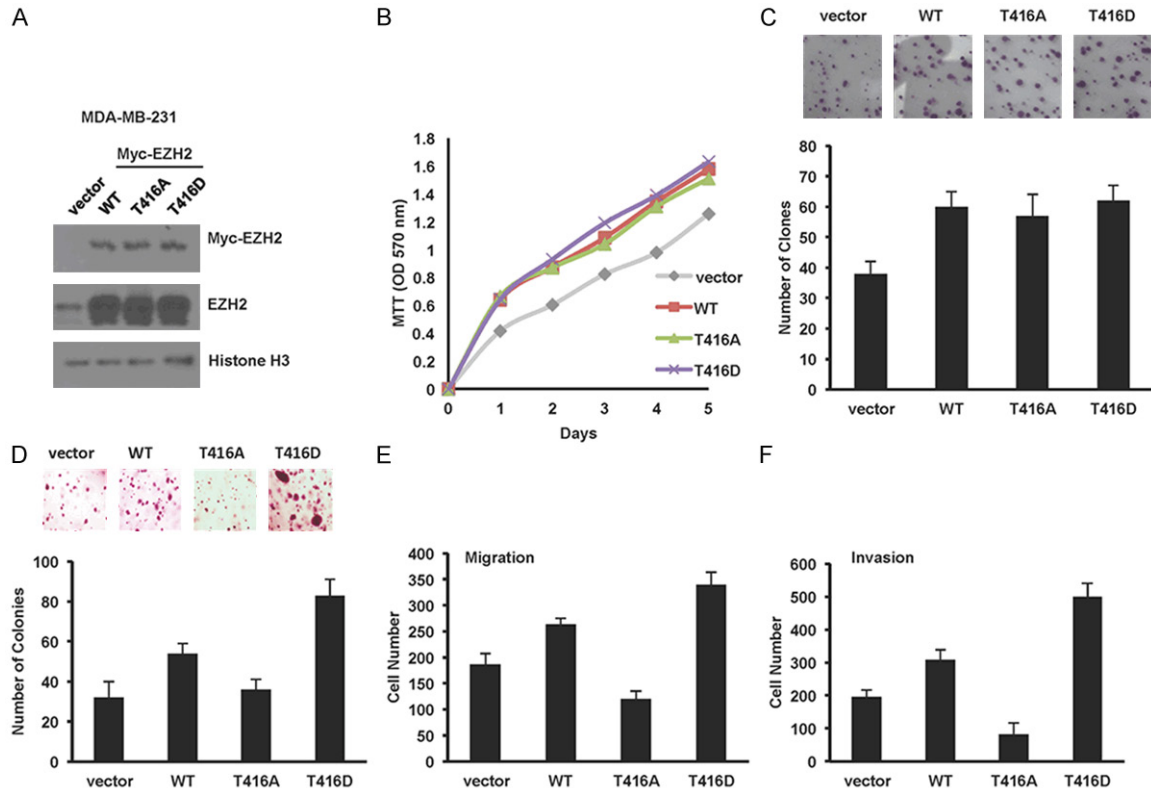 A
MDA-MB-231
Myc-EZH2
vector WT T416A T416D
Myc-EZH2
EZH2
Histone H3
B
MTT (OD 570 nm)
1.8
1.6
1.4
1.2
1
0.8
0.6
0.4
0.2
0
0 1 2 3 4 5
Days
vector
WT
T416A
T416D
C
vector WT T416A T416D
Number of Clones
80
70
60
50
40
30
20
10
0
vector WT T416A T416D
D
vector WT T416A T416D
Number of Colonies
100
80
60
40
20
0
vector WT T416A T416D
E
Migration
Cell Number
400
350
300
250
200
150
100
50
0
vector WT T416A T416D
F
Invasion
Cell Number
600
500
400
300
200
100
0
vector WT T416A T416D